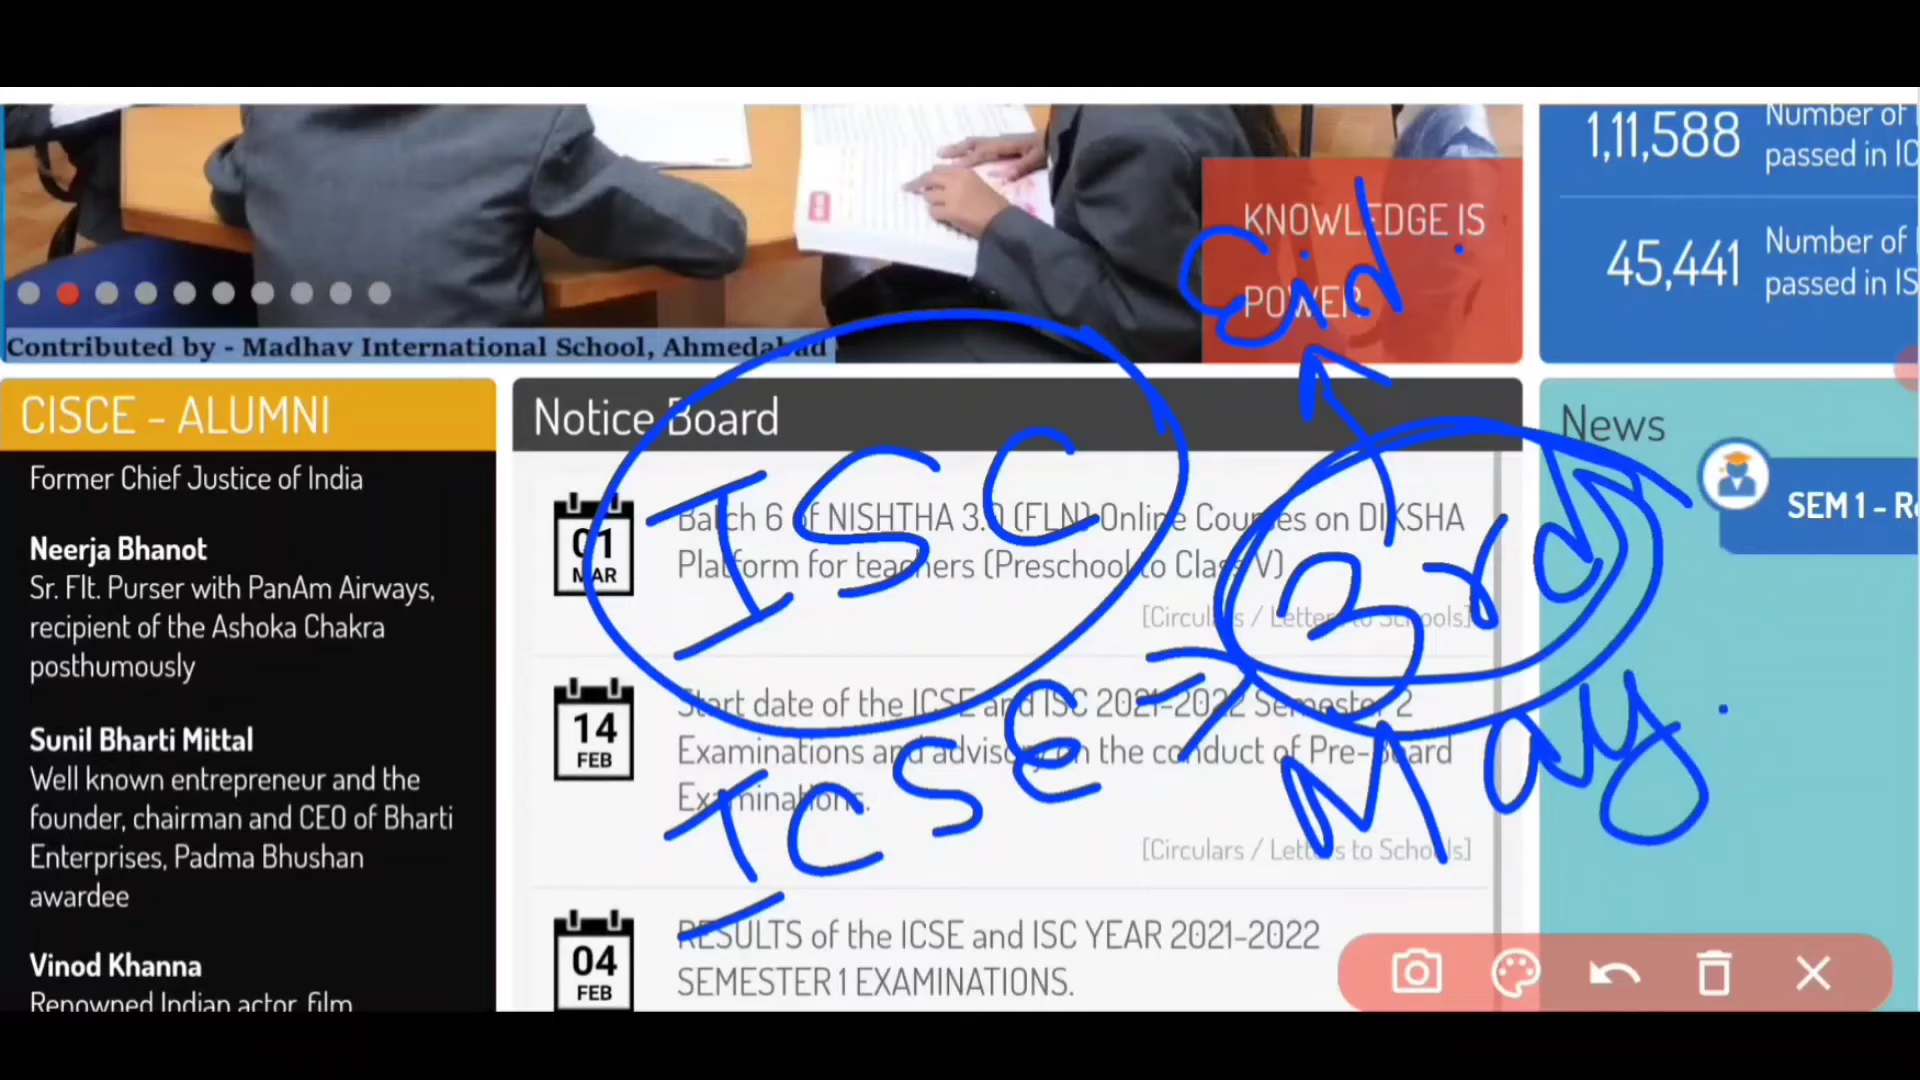 1,11,588
Number of
passed in IC
KNOWLEDGE IS
POWER
Eid
45,441
Number of
passed in IS
Contributed by - Madhav International School, Ahmedabad
CISCE - ALUMNI
Former Chief Justice of India
Neerja Bhanot
Sr. Flt. Purser with PanAm Airways,
recipient of the Ashoka Chakra
posthumously
Sunil Bharti Mittal
Well known entrepreneur and the
founder, chairman and CEO of Bharti
Enterprises, Padma Bhushan
awardee
Vinod Khanna
Renowned Indian actor, film
Notice Board
01
MAR
Batch 6 of NISHTHA 3.0 (FLN) Online Courses on DIKSHA
Platform for teachers (Preschool to Class V)
[Circulars / Letters to Schools]
14
FEB
Start date of the ICSE and ISC 2021-2022 Semester 2
Examinations and advisory on the conduct of Pre-Board
Examinations.
[Circulars / Letters to Schools]
04
FEB
RESULTS of the ICSE and ISC YEAR 2021-2022
SEMESTER 1 EXAMINATIONS.
ISC
ICSE
3rd
May
News
SEM 1 - Re